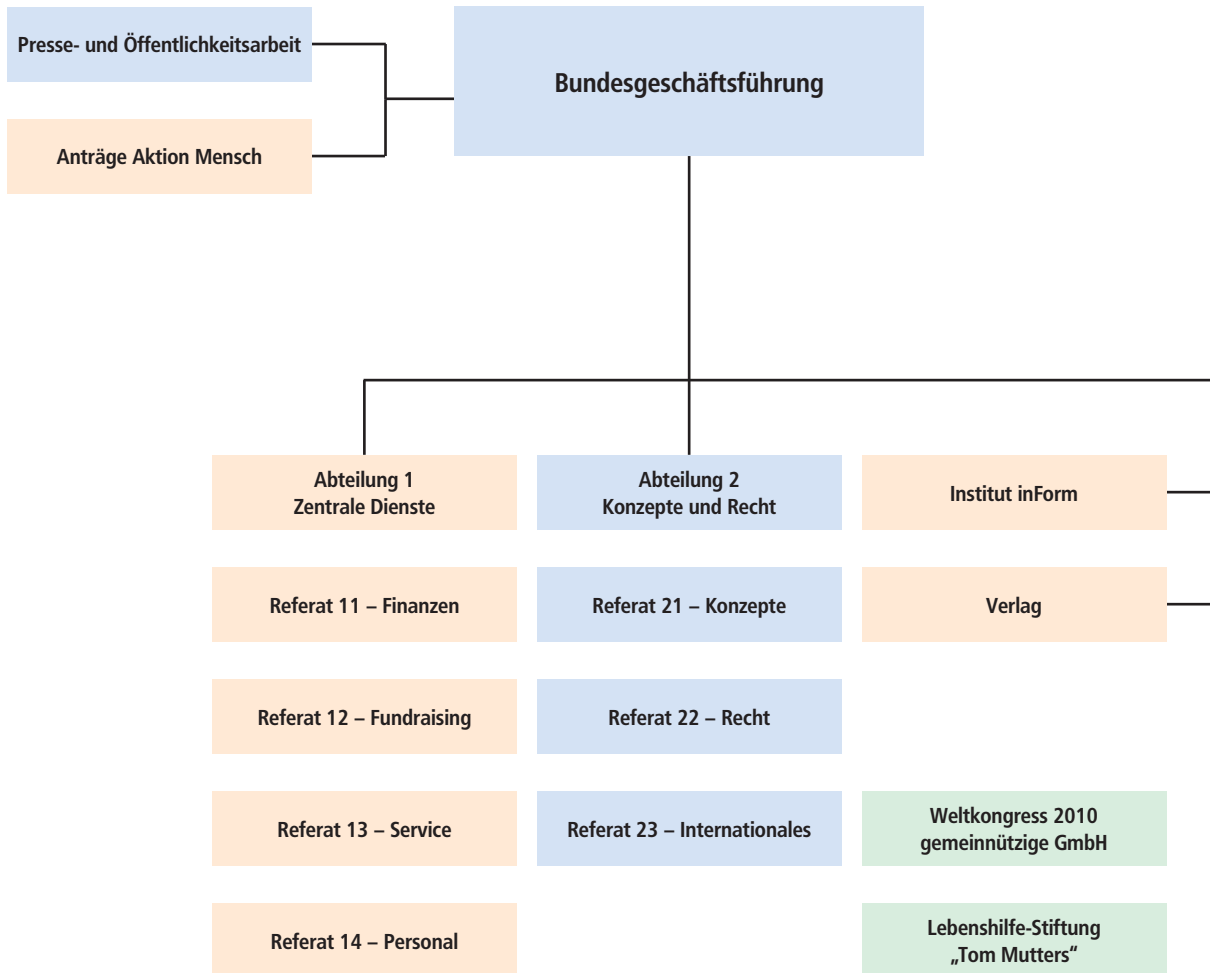 Presse- und Öffentlichkeitsarbeit
Bundesgeschäftsführung
Anträge Aktion Mensch
Abteilung 1
Zentrale Dienste
Abteilung 2
Konzepte und Recht
Institut inForm
Referat 11 – Finanzen
Referat 21 – Konzepte
Verlag
Referat 12 – Fundraising
Referat 22 – Recht
Referat 13 – Service
Referat 23 – Internationales
Weltkongress 2010
gemeinnützige GmbH
Referat 14 – Personal
Lebenshilfe-Stiftung
„Tom Mutters“